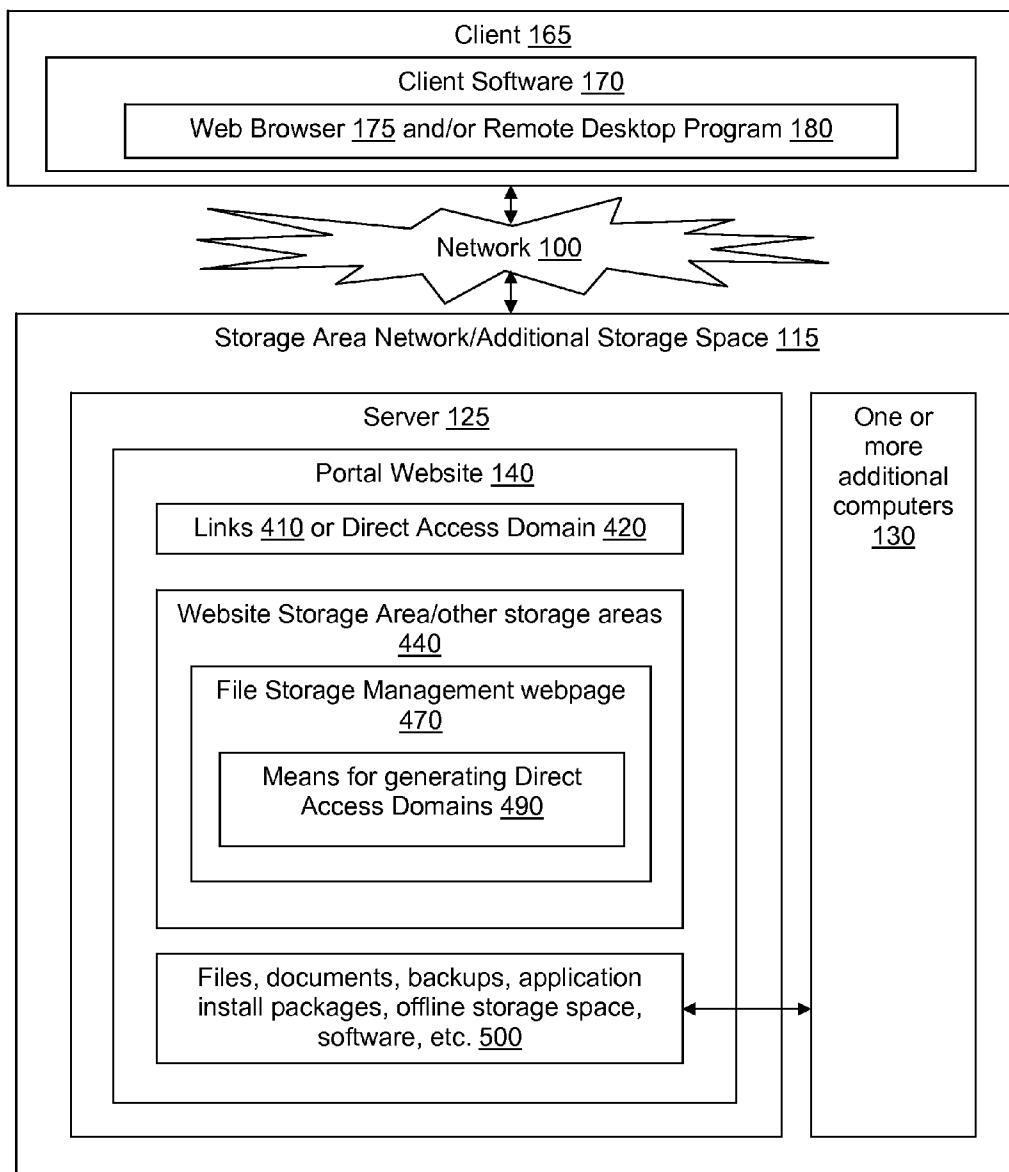 Client 165
Client Software 170
Web Browser 175 and/or Remote Desktop Program 180
Network 100
Storage Area Network/Additional Storage Space 115
Server 125
Portal Website 140
Links 410 or Direct Access Domain 420
Website Storage Area/other storage areas
440
File Storage Management webpage
470
Means for generating Direct
Access Domains 490
Files, documents, backups, application
install packages, offline storage space,
software, etc. 500
One or
more
additional
computers
130